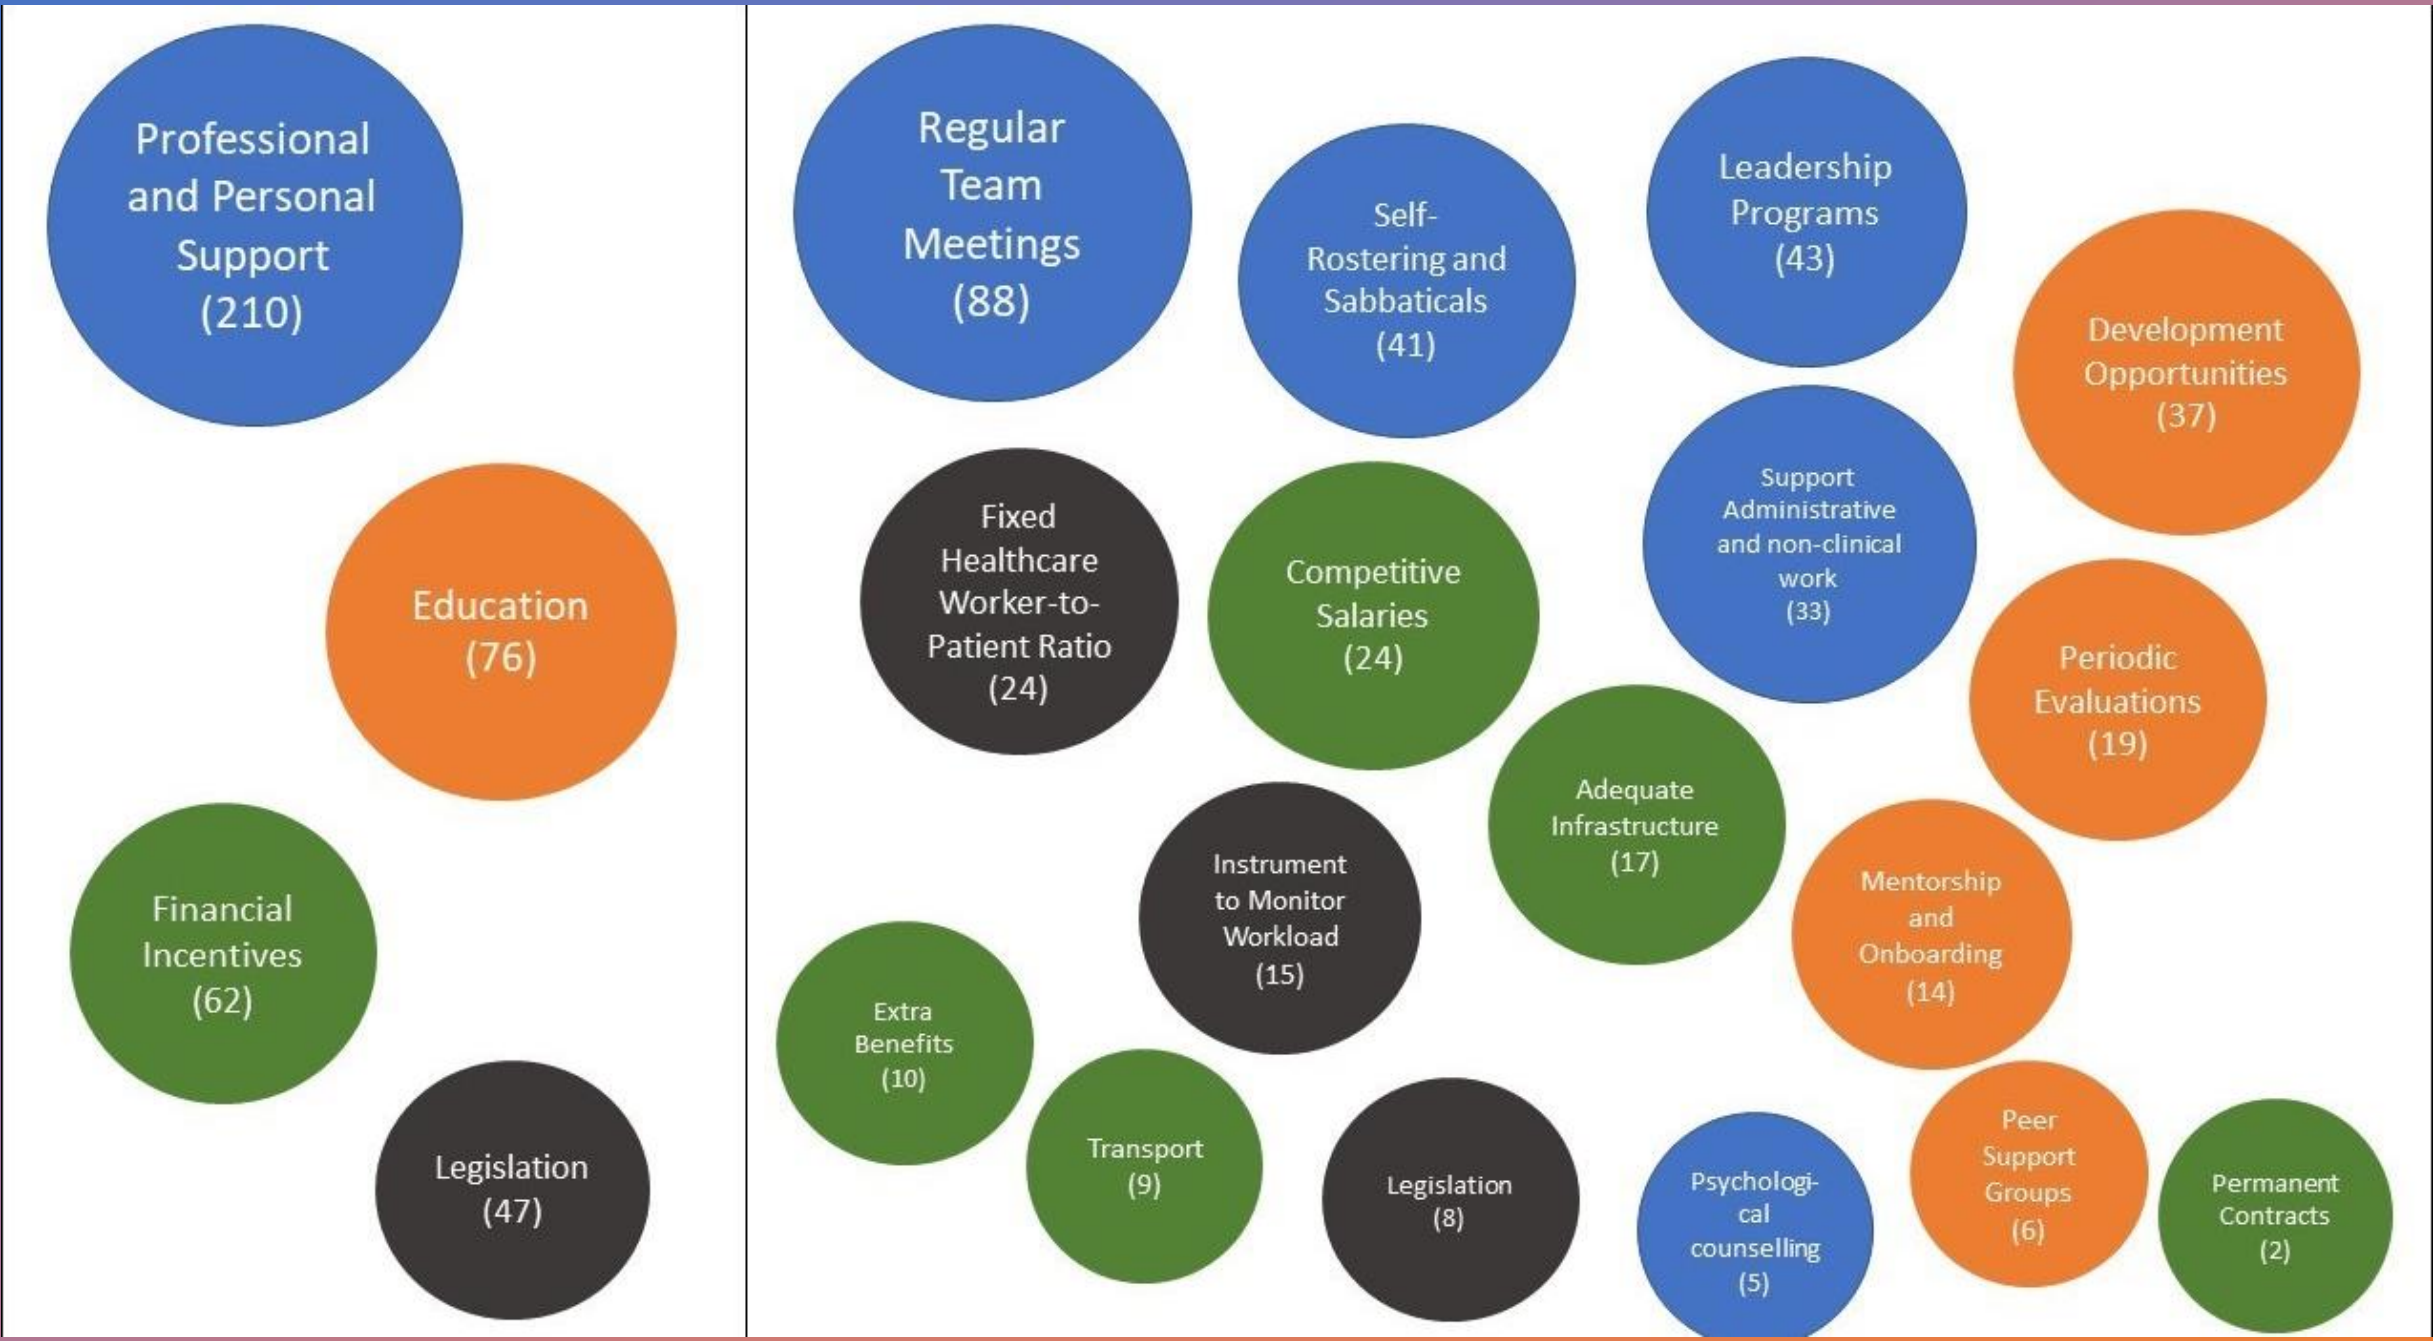 Professional
and Personal
Support
(210)
Education
(76)
Financial
Incentives
(62)
Legislation
(47)
Regular
Team
Meetings
(88)
Self-
Rostering and
Sabbaticals
(41)
Leadership
Programs
(43)
Development
Opportunities
(37)
Fixed
Healthcare
Worker-to-
Patient Ratio
(24)
Competitive
Salaries
(24)
Support
Administrative
and non-clinical
work
(33)
Periodic
Evaluations
(19)
Adequate
Infrastructure
(17)
Instrument
to Monitor
Workload
(15)
Mentorship
and
Onboarding
(14)
Extra
Benefits
(10)
Transport
(9)
Legislation
(8)
Psychologi-
cal
counselling
(5)
Peer
Support
Groups
(6)
Permanent
Contracts
(2)